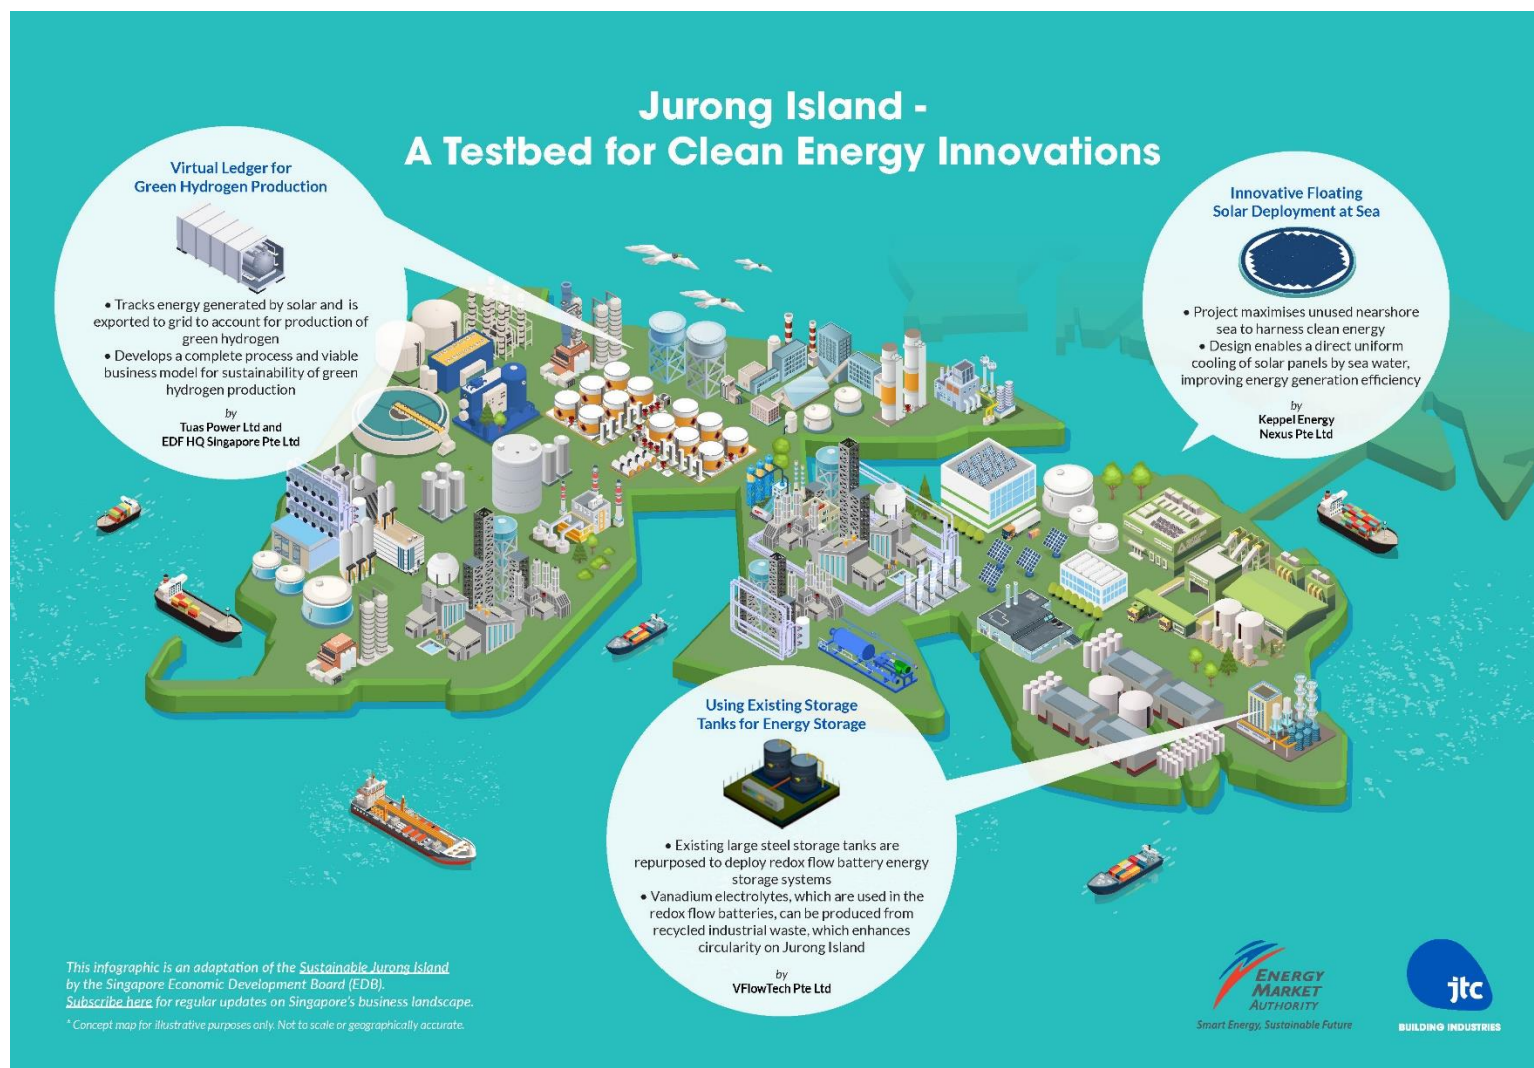 Jurong Island -
A Testbed for Clean Energy Innovations
Virtual Ledger for
Green Hydrogen Production
• Tracks energy generated by solar and is
exported to grid to account for production of
green hydrogen
• Develops a complete process and viable
business model for sustainability of green
hydrogen production
by
Tuas Power Ltd and
EDF HQ Singapore Pte Ltd
Innovative Floating
Solar Deployment at Sea
• Project maximises unused nearshore
sea to harness clean energy
• Design enables a direct uniform
cooling of solar panels by sea water,
improving energy generation efficiency
by
Keppel Energy
Nexus Pte Ltd
Using Existing Storage
Tanks for Energy Storage
• Existing large steel storage tanks are
repurposed to deploy redox flow battery energy
storage systems
• Vanadium electrolytes, which are used in the
redox flow batteries, can be produced from
recycled industrial waste, which enhances
circularity on Jurong Island
by
VFlowTech Pte Ltd
This infographic is an adaptation of the Sustainable Jurong Island
by the Singapore Economic Development Board (EDB).
Subscribe here for regular updates on Singapore's business landscape.
* Concept map for illustrative purposes only. Not to scale or geographically accurate.
ENERGY
MARKET
AUTHORITY
Smart Energy, Sustainable Future
jtc
BUILDING INDUSTRIES